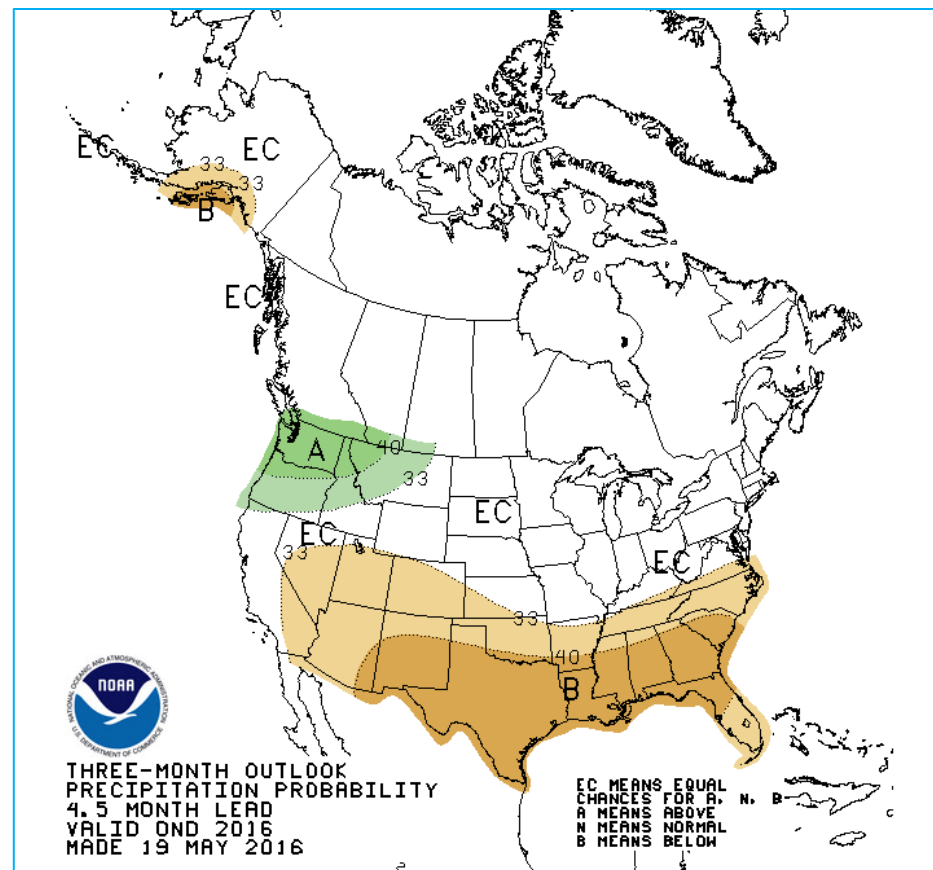 EC
EC
33
33
B
EC
A
40
33
EC
EC
33
EC
33
40
B
NATIONAL OCEANIC AND ATMOSPHERIC ADMINISTRATION
NOAA
U.S. DEPARTMENT OF COMMERCE
THREE-MONTH OUTLOOK
PRECIPITATION PROBABILITY
4.5 MONTH LEAD
VALID OND 2016
MADE 19 MAY 2016
EC MEANS EQUAL
CHANCES FOR A, N, B
A MEANS ABOVE
N MEANS NORMAL
B MEANS BELOW